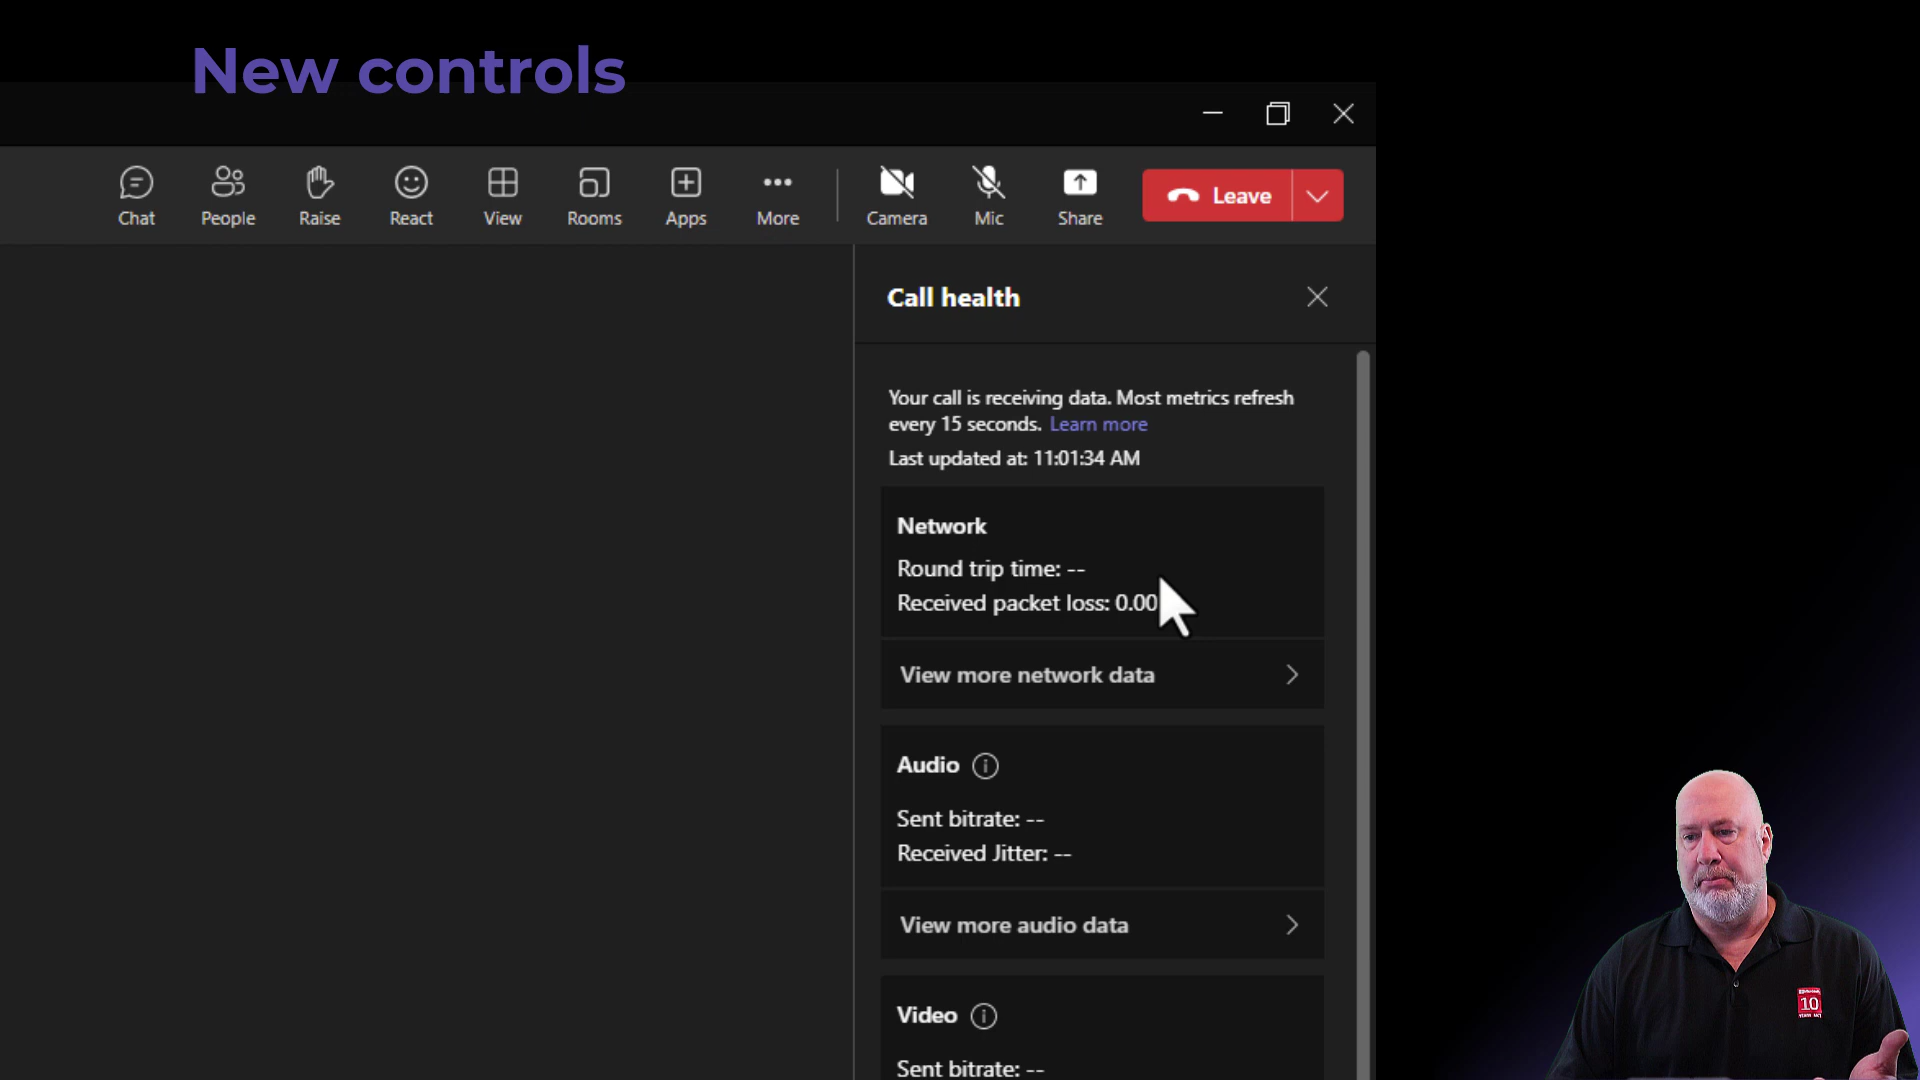 New controls
Chat
People
Raise
React
View
Rooms
Apps
More
Camera
Mic
Share
Leave
Call health
Your call is receiving data. Most metrics refresh
every 15 seconds. Learn more
Last updated at: 11:01:34 AM
Network
Round trip time: --
Received packet loss: 0.00
View more network data
Audio
Sent bitrate: --
Received Jitter: --
View more audio data
Video
Sent bitrate: --
10